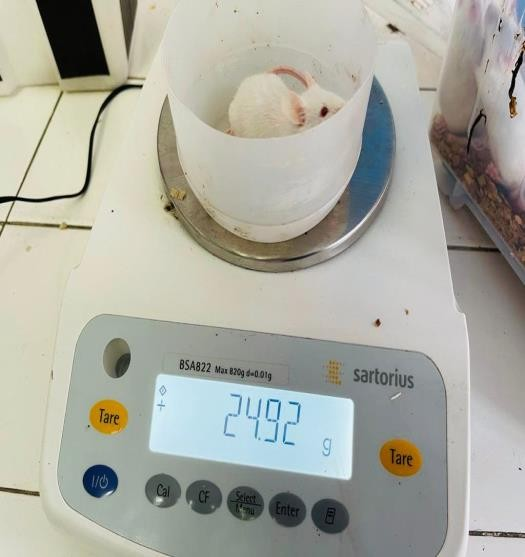 BSA822 Max 820g d=0.01g
sartorius
+ 24.92 g
Tare
Tare
I/
Cal
CF
Select
Menu
Enter